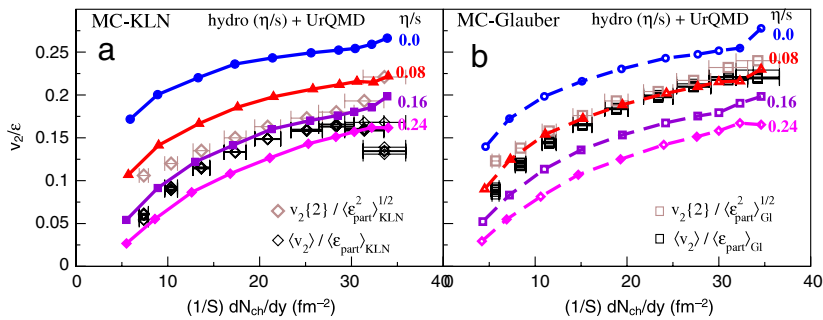 MC-KLN hydro (η/s) + UrQMD η/s
a
0.0
0.08
0.16
0.24
v₂/ε
0.25
0.2
0.15
0.1
0.05
0
v₂{2} / ⟨ε²part⟩^1/2 KLN
⟨v₂⟩ / ⟨εpart⟩KLN
0 10 20 30 40
(1/S) dNch/dy (fm⁻²)
MC-Glauber hydro (η/s) + UrQMD η/s
b
0.0
0.08
0.16
0.24
v₂{2} / ⟨ε²part⟩^1/2 Gl
⟨v₂⟩ / ⟨εpart⟩Gl
10 20 30 40
(1/S) dNch/dy (fm⁻²)